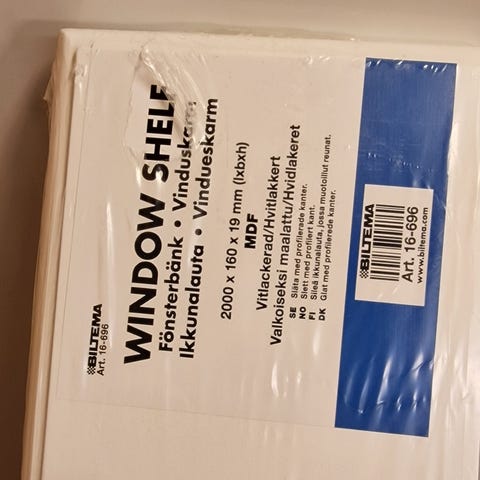 BILTEMA
Art. 16-696
WINDOW SHELF
Fönsterbänk • Vinduskarm
Ikkunalauta • Vindueskarm
2000 x 160 x 19 mm (lxbxh)
MDF
Vitlackerad/Hvitlakkert
Valkoiseksi maalattu/Hvidlakeret
SE Släta med profilerade kanter.
NO Slett med profilert kant.
FI Sileä ikkunalauta, jossa muotoillut reunat.
DK Glat med profilerede kanter.
BILTEMA
Art. 16-696
www.biltema.com